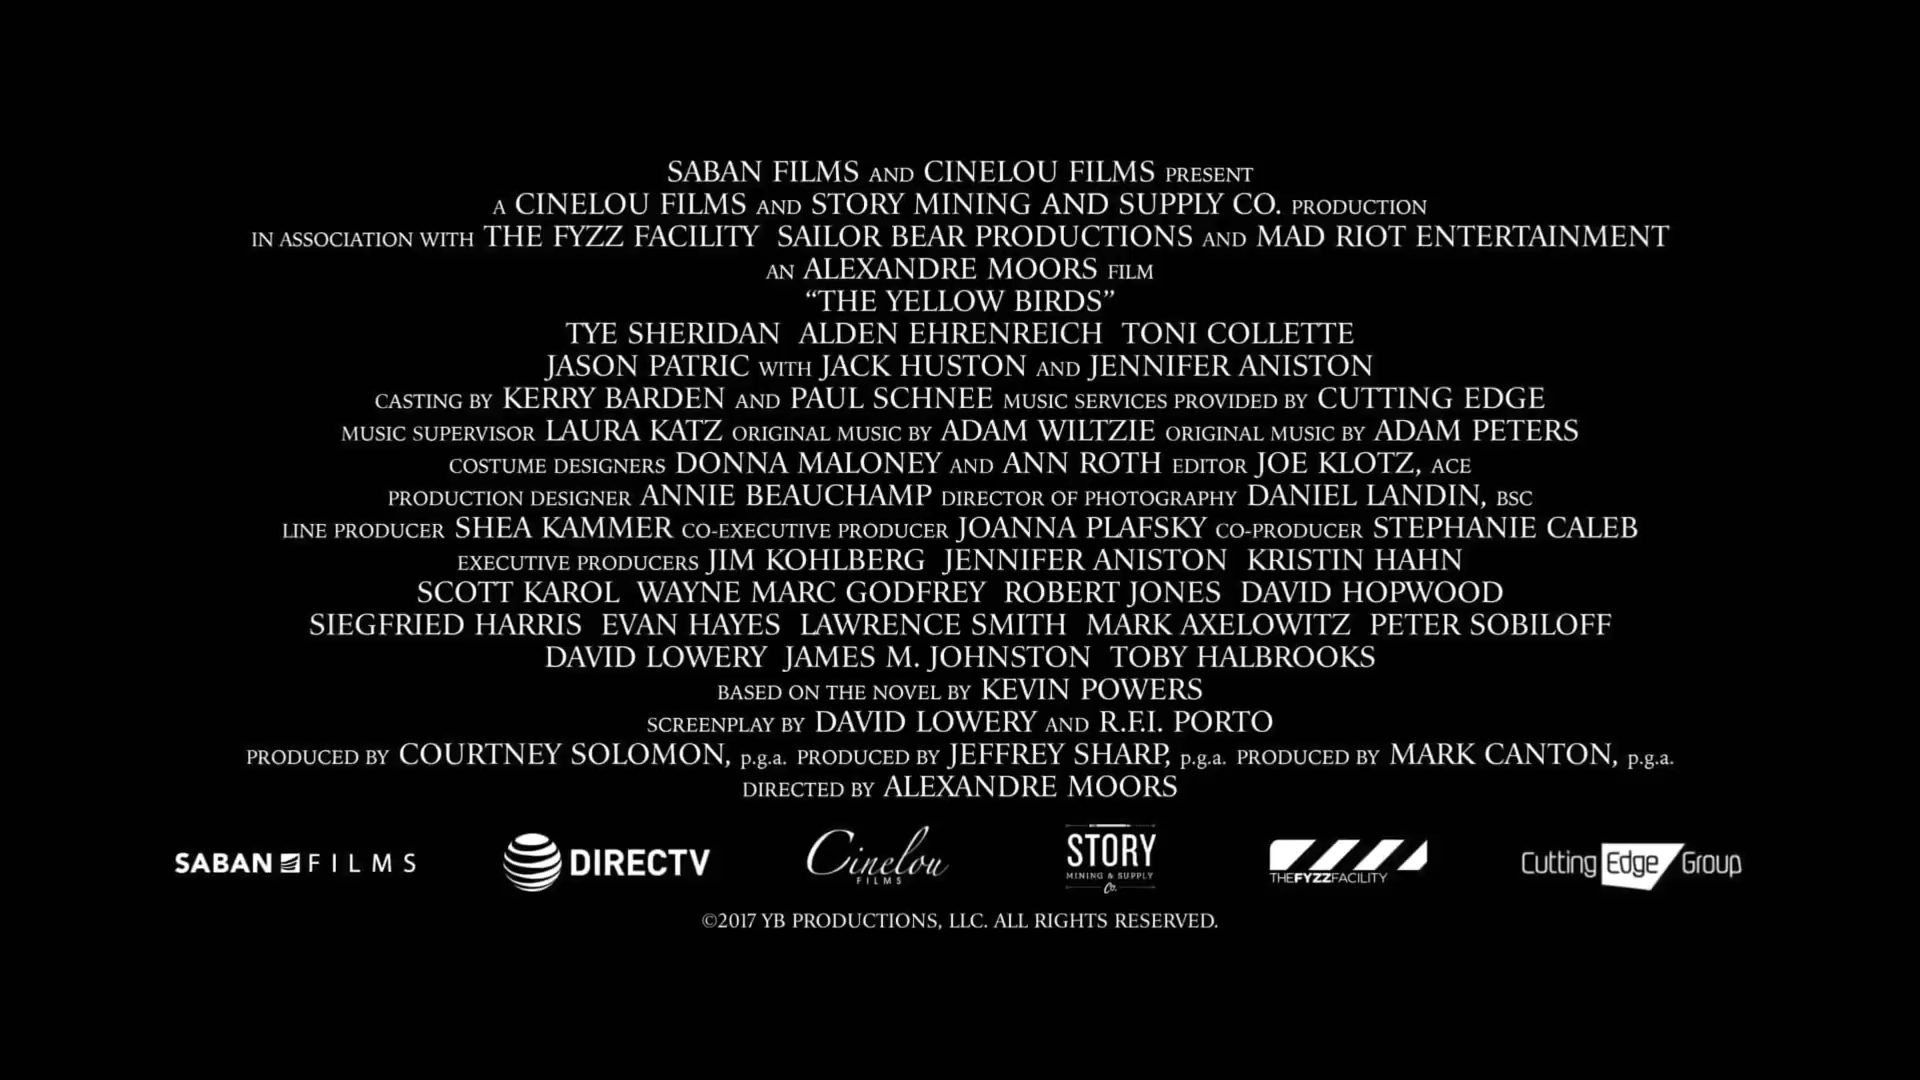 SABAN FILMS AND CINELOU FILMS PRESENT
A CINELOU FILMS AND STORY MINING AND SUPPLY CO. PRODUCTION
IN ASSOCIATION WITH THE FYZZ FACILITY SAILOR BEAR PRODUCTIONS AND MAD RIOT ENTERTAINMENT
AN ALEXANDRE MOORS FILM
“THE YELLOW BIRDS”
TYE SHERIDAN ALDEN EHRENREICH TONI COLLETTE
JASON PATRIC WITH JACK HUSTON AND JENNIFER ANISTON
CASTING BY KERRY BARDEN AND PAUL SCHNEE MUSIC SERVICES PROVIDED BY CUTTING EDGE
MUSIC SUPERVISOR LAURA KATZ ORIGINAL MUSIC BY ADAM WILTZIE ORIGINAL MUSIC BY ADAM PETERS
COSTUME DESIGNERS DONNA MALONEY AND ANN ROTH EDITOR JOE KLOTZ, ACE
PRODUCTION DESIGNER ANNIE BEAUCHAMP DIRECTOR OF PHOTOGRAPHY DANIEL LANDIN, BSC
LINE PRODUCER SHEA KAMMER CO-EXECUTIVE PRODUCER JOANNA PLAFSKY CO-PRODUCER STEPHANIE CALEB
EXECUTIVE PRODUCERS JIM KOHLBERG JENNIFER ANISTON KRISTIN HAHN
SCOTT KAROL WAYNE MARC GODFREY ROBERT JONES DAVID HOPWOOD
SIEGFRIED HARRIS EVAN HAYES LAWRENCE SMITH MARK AXELOWITZ PETER SOBILOFF
DAVID LOWERY JAMES M. JOHNSTON TOBY HALBROOKS
BASED ON THE NOVEL BY KEVIN POWERS
SCREENPLAY BY DAVID LOWERY AND R.F.I. PORTO
PRODUCED BY COURTNEY SOLOMON, p.g.a. PRODUCED BY JEFFREY SHARP, p.g.a. PRODUCED BY MARK CANTON, p.g.a.
DIRECTED BY ALEXANDRE MOORS
SABAN FILMS
DIRECTV
Cinelou
FILMS
STORY
MINING & SUPPLY
Co.
THEFYZZFACILITY
Cutting Edge Group
©2017 YB PRODUCTIONS, LLC. ALL RIGHTS RESERVED.